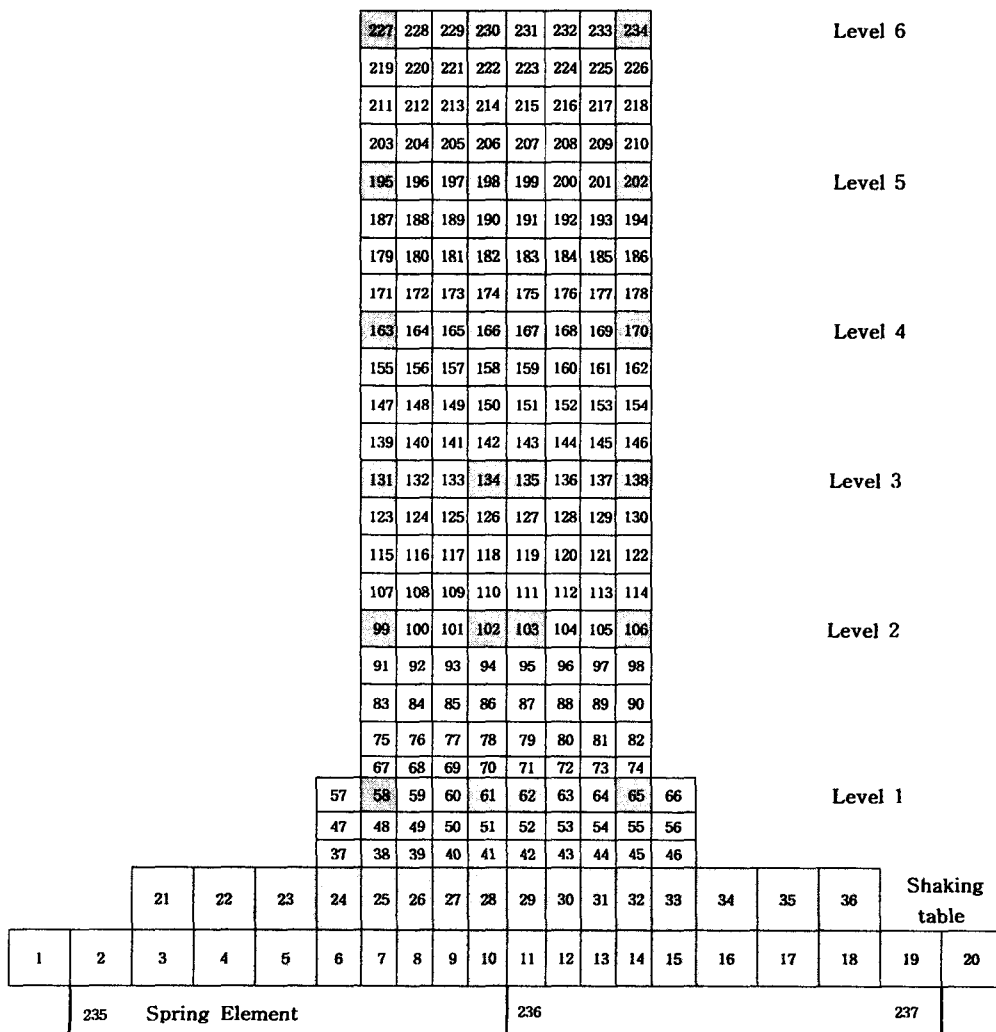 227 228 229 230 231 232 233 234 Level 6
219 220 221 222 223 224 225 226
211 212 213 214 215 216 217 218
203 204 205 206 207 208 209 210
195 196 197 198 199 200 201 202 Level 5
187 188 189 190 191 192 193 194
179 180 181 182 183 184 185 186
171 172 173 174 175 176 177 178
163 164 165 166 167 168 169 170 Level 4
155 156 157 158 159 160 161 162
147 148 149 150 151 152 153 154
139 140 141 142 143 144 145 146
131 132 133 134 135 136 137 138 Level 3
123 124 125 126 127 128 129 130
115 116 117 118 119 120 121 122
107 108 109 110 111 112 113 114
99 100 101 102 103 104 105 106 Level 2
91 92 93 94 95 96 97 98
83 84 85 86 87 88 89 90
75 76 77 78 79 80 81 82
67 68 69 70 71 72 73 74
57 58 59 60 61 62 63 64 65 66 Level 1
47 48 49 50 51 52 53 54 55 56
37 38 39 40 41 42 43 44 45 46
21 22 23 24 25 26 27 28 29 30 31 32 33 34 35 36 Shaking
table
1 2 3 4 5 6 7 8 9 10 11 12 13 14 15 16 17 18 19 20
235 Spring Element 236 237